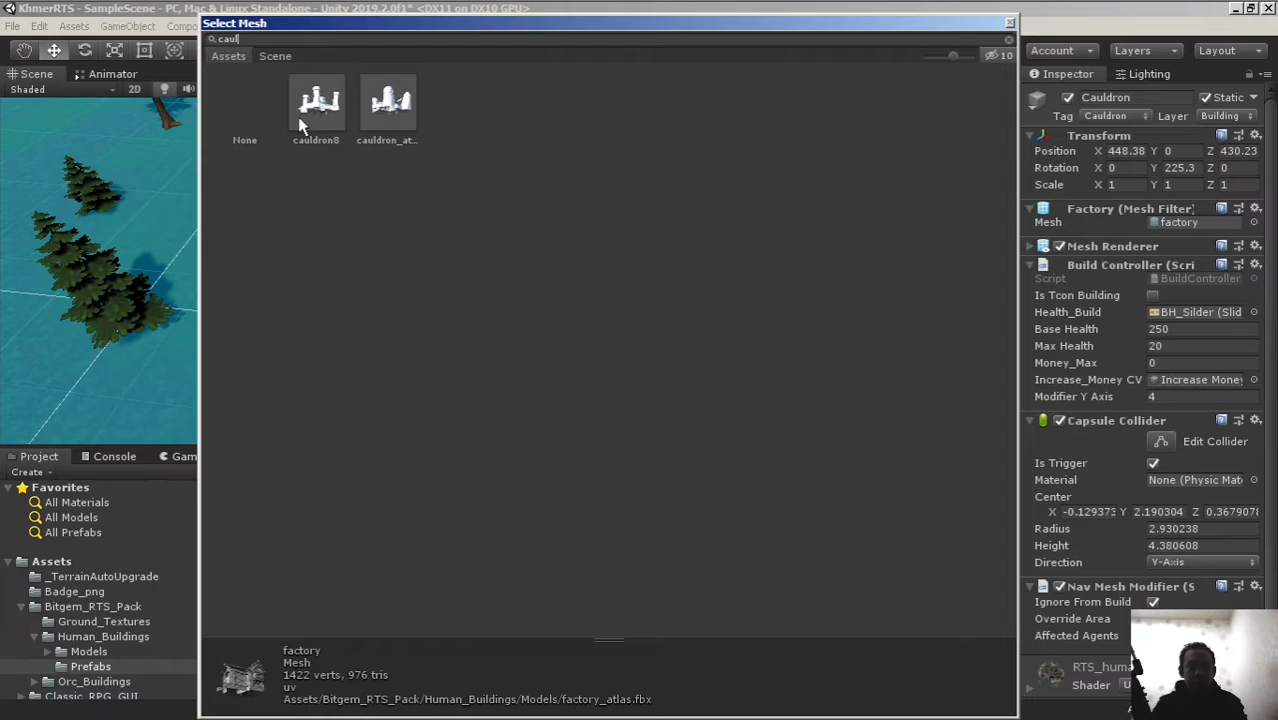 KhmerRTS - SampleScene - PC, Mac & Linux Standalone - Unity 2019.2.0f1* <DX11 on DX10 GPU>
File Edit Assets GameObject
Select Mesh
caul
Assets Scene
10
None
cauldron8
cauldron_at...
factory
Mesh
1422 verts, 976 tris
uv
Assets/Bitgem_RTS_Pack/Human_Buildings/Models/factory_atlas.fbx
Scene Animator
Shaded 2D
Project Console Gam
Create
Favorites
All Materials
All Models
All Prefabs
Assets
_TerrainAutoUpgrade
Badge_png
Bitgem_RTS_Pack
Ground_Textures
Human_Buildings
Models
Prefabs
Orc_Buildings
Classic_RPG_GUI
Account Layers Layout
Inspector Lighting
Cauldron Static
Tag Cauldron Layer Building
Transform
Position X 448.38 Y 0 Z 430.23
Rotation X 0 Y 225.3 Z 0
Scale X 1 Y 1 Z 1
Factory (Mesh Filter)
Mesh factory
Mesh Renderer
Build Controller (Scri
Script BuildController
Is Tcon Building
Health_Build BH_Silder (Slid
Base Health 250
Max Health 20
Money_Max 0
Increase_Money CV Increase Money
Modifier Y Axis 4
Capsule Collider
Edit Collider
Is Trigger
Material None (Physic Mat
Center
X -0.129373 Y 2.190304 Z 0.3679078
Radius 2.930238
Height 4.380608
Direction Y-Axis
Nav Mesh Modifier (S
Ignore From Build
Override Area
Affected Agents
RTS_huma
Shader